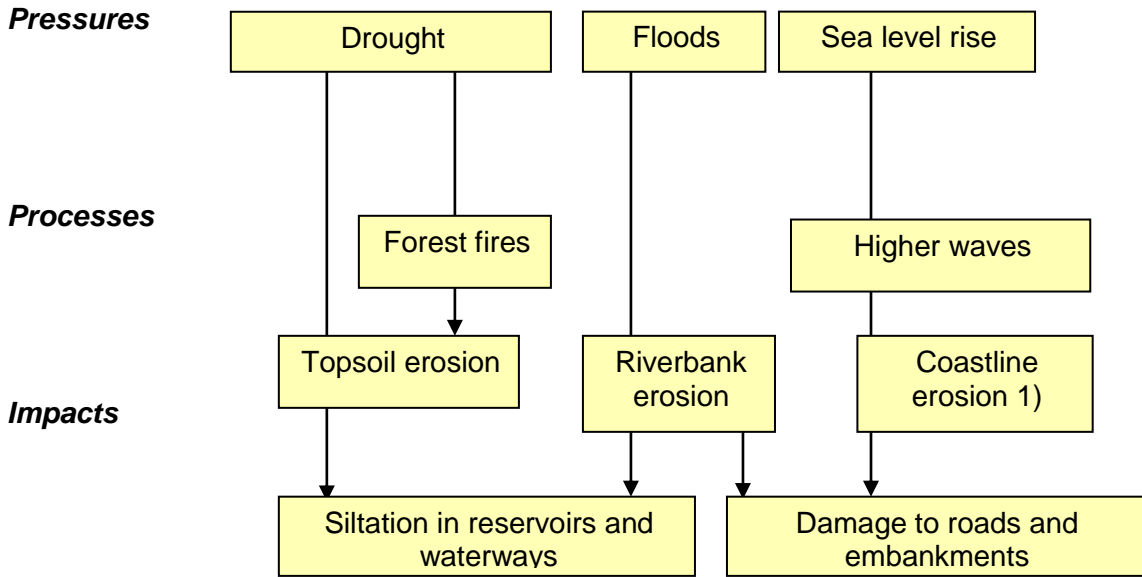 Pressures
Drought
Floods
Sea level rise
Processes
Forest fires
Higher waves
Topsoil erosion
Riverbank
erosion
Coastline
erosion 1)
Impacts
Siltation in reservoirs and
waterways
Damage to roads and
embankments